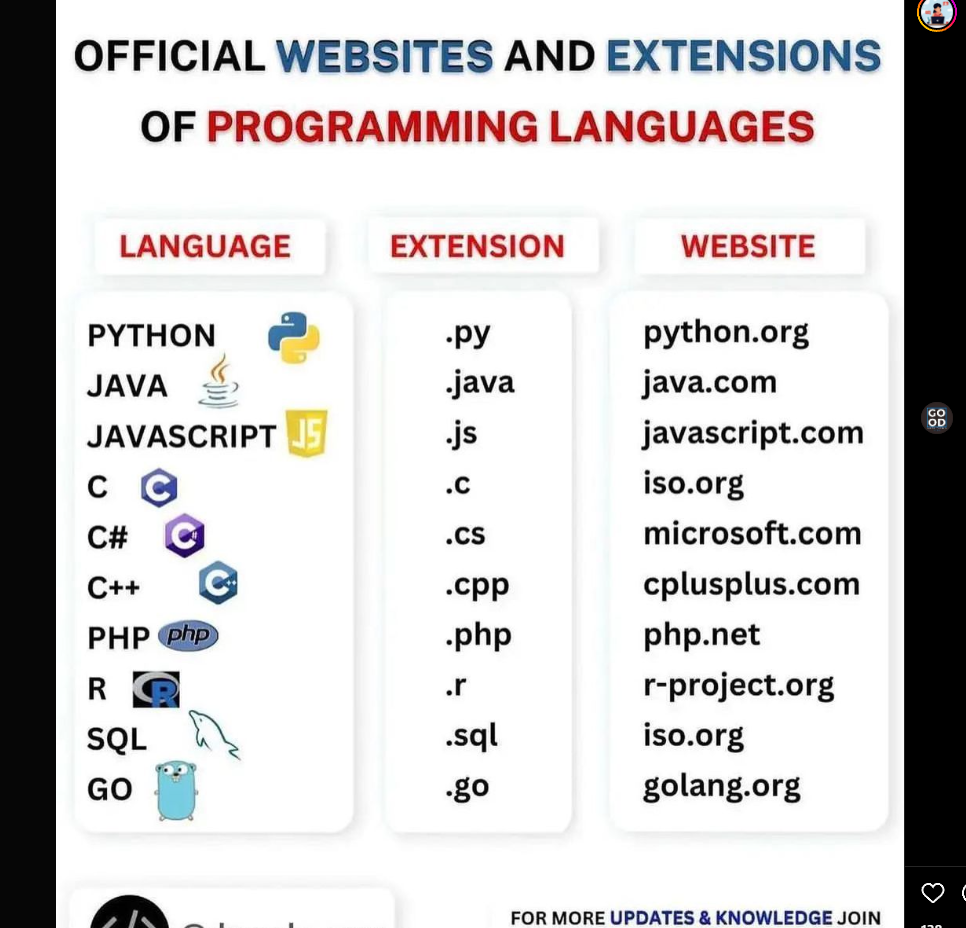 OFFICIAL WEBSITES AND EXTENSIONS
OF PROGRAMMING LANGUAGES
LANGUAGE EXTENSION WEBSITE
PYTHON .py python.org
JAVA .java java.com
JAVASCRIPT JS .js javascript.com
C C .c iso.org
C# C# .cs microsoft.com
C++ C++ .cpp cplusplus.com
PHP php .php php.net
R R .r r-project.org
SQL .sql iso.org
GO .go golang.org
GO
OD
FOR MORE UPDATES & KNOWLEDGE JOIN